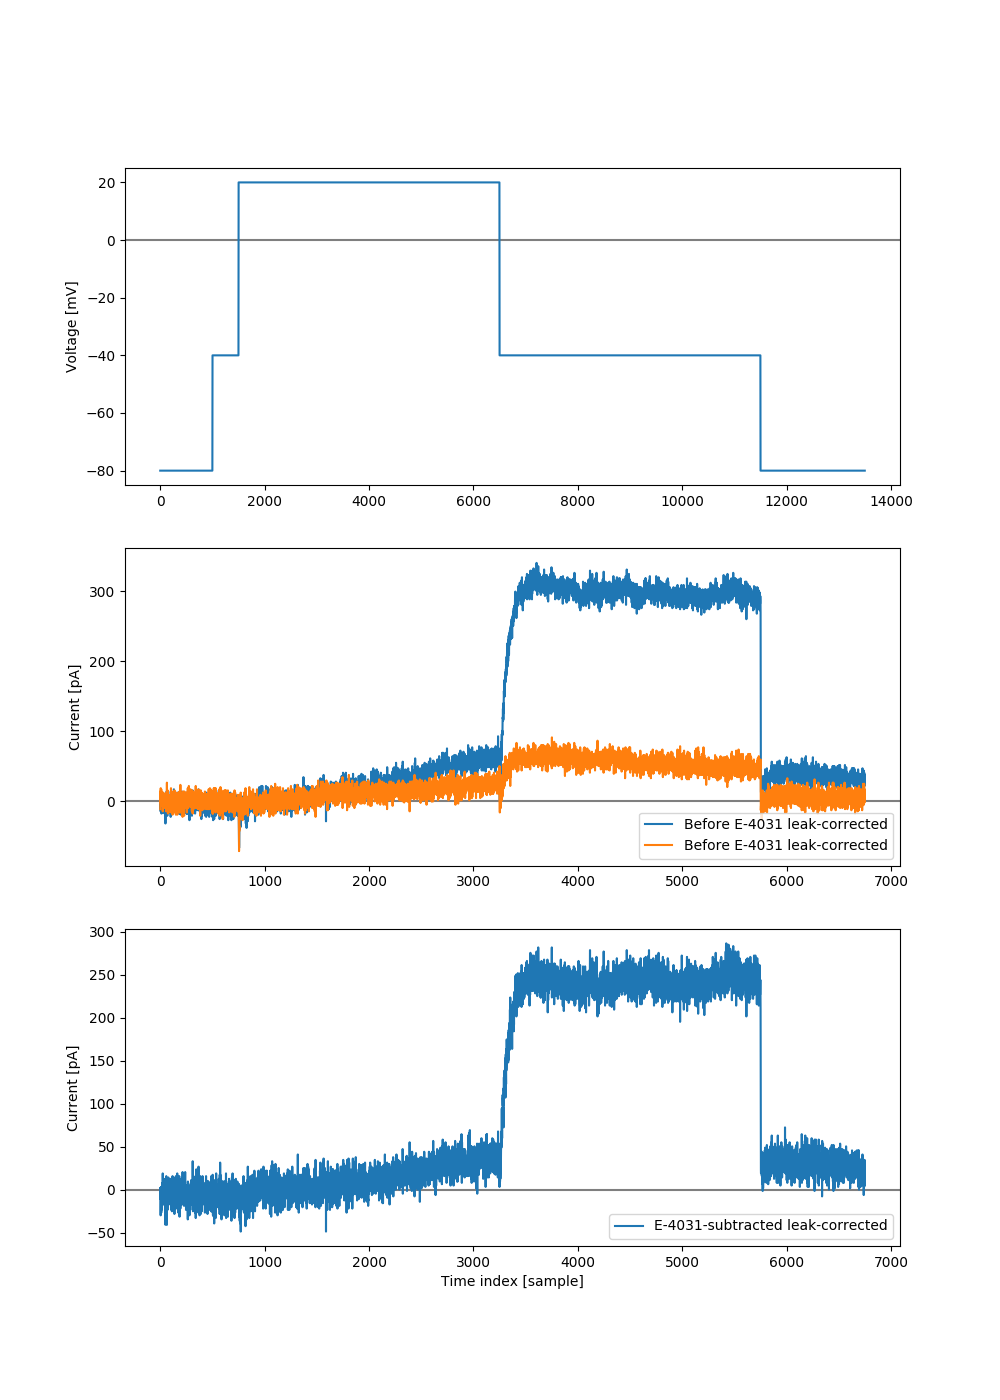 20
0
−20
−40
−60
−80
Voltage [mV]
0 2000 4000 6000 8000 10000 12000 14000
300
200
100
0
Current [pA]
Before E-4031 leak-corrected
Before E-4031 leak-corrected
0 1000 2000 3000 4000 5000 6000 7000
300
250
200
150
100
50
0
−50
Current [pA]
E-4031-subtracted leak-corrected
0 1000 2000 3000 4000 5000 6000 7000
Time index [sample]